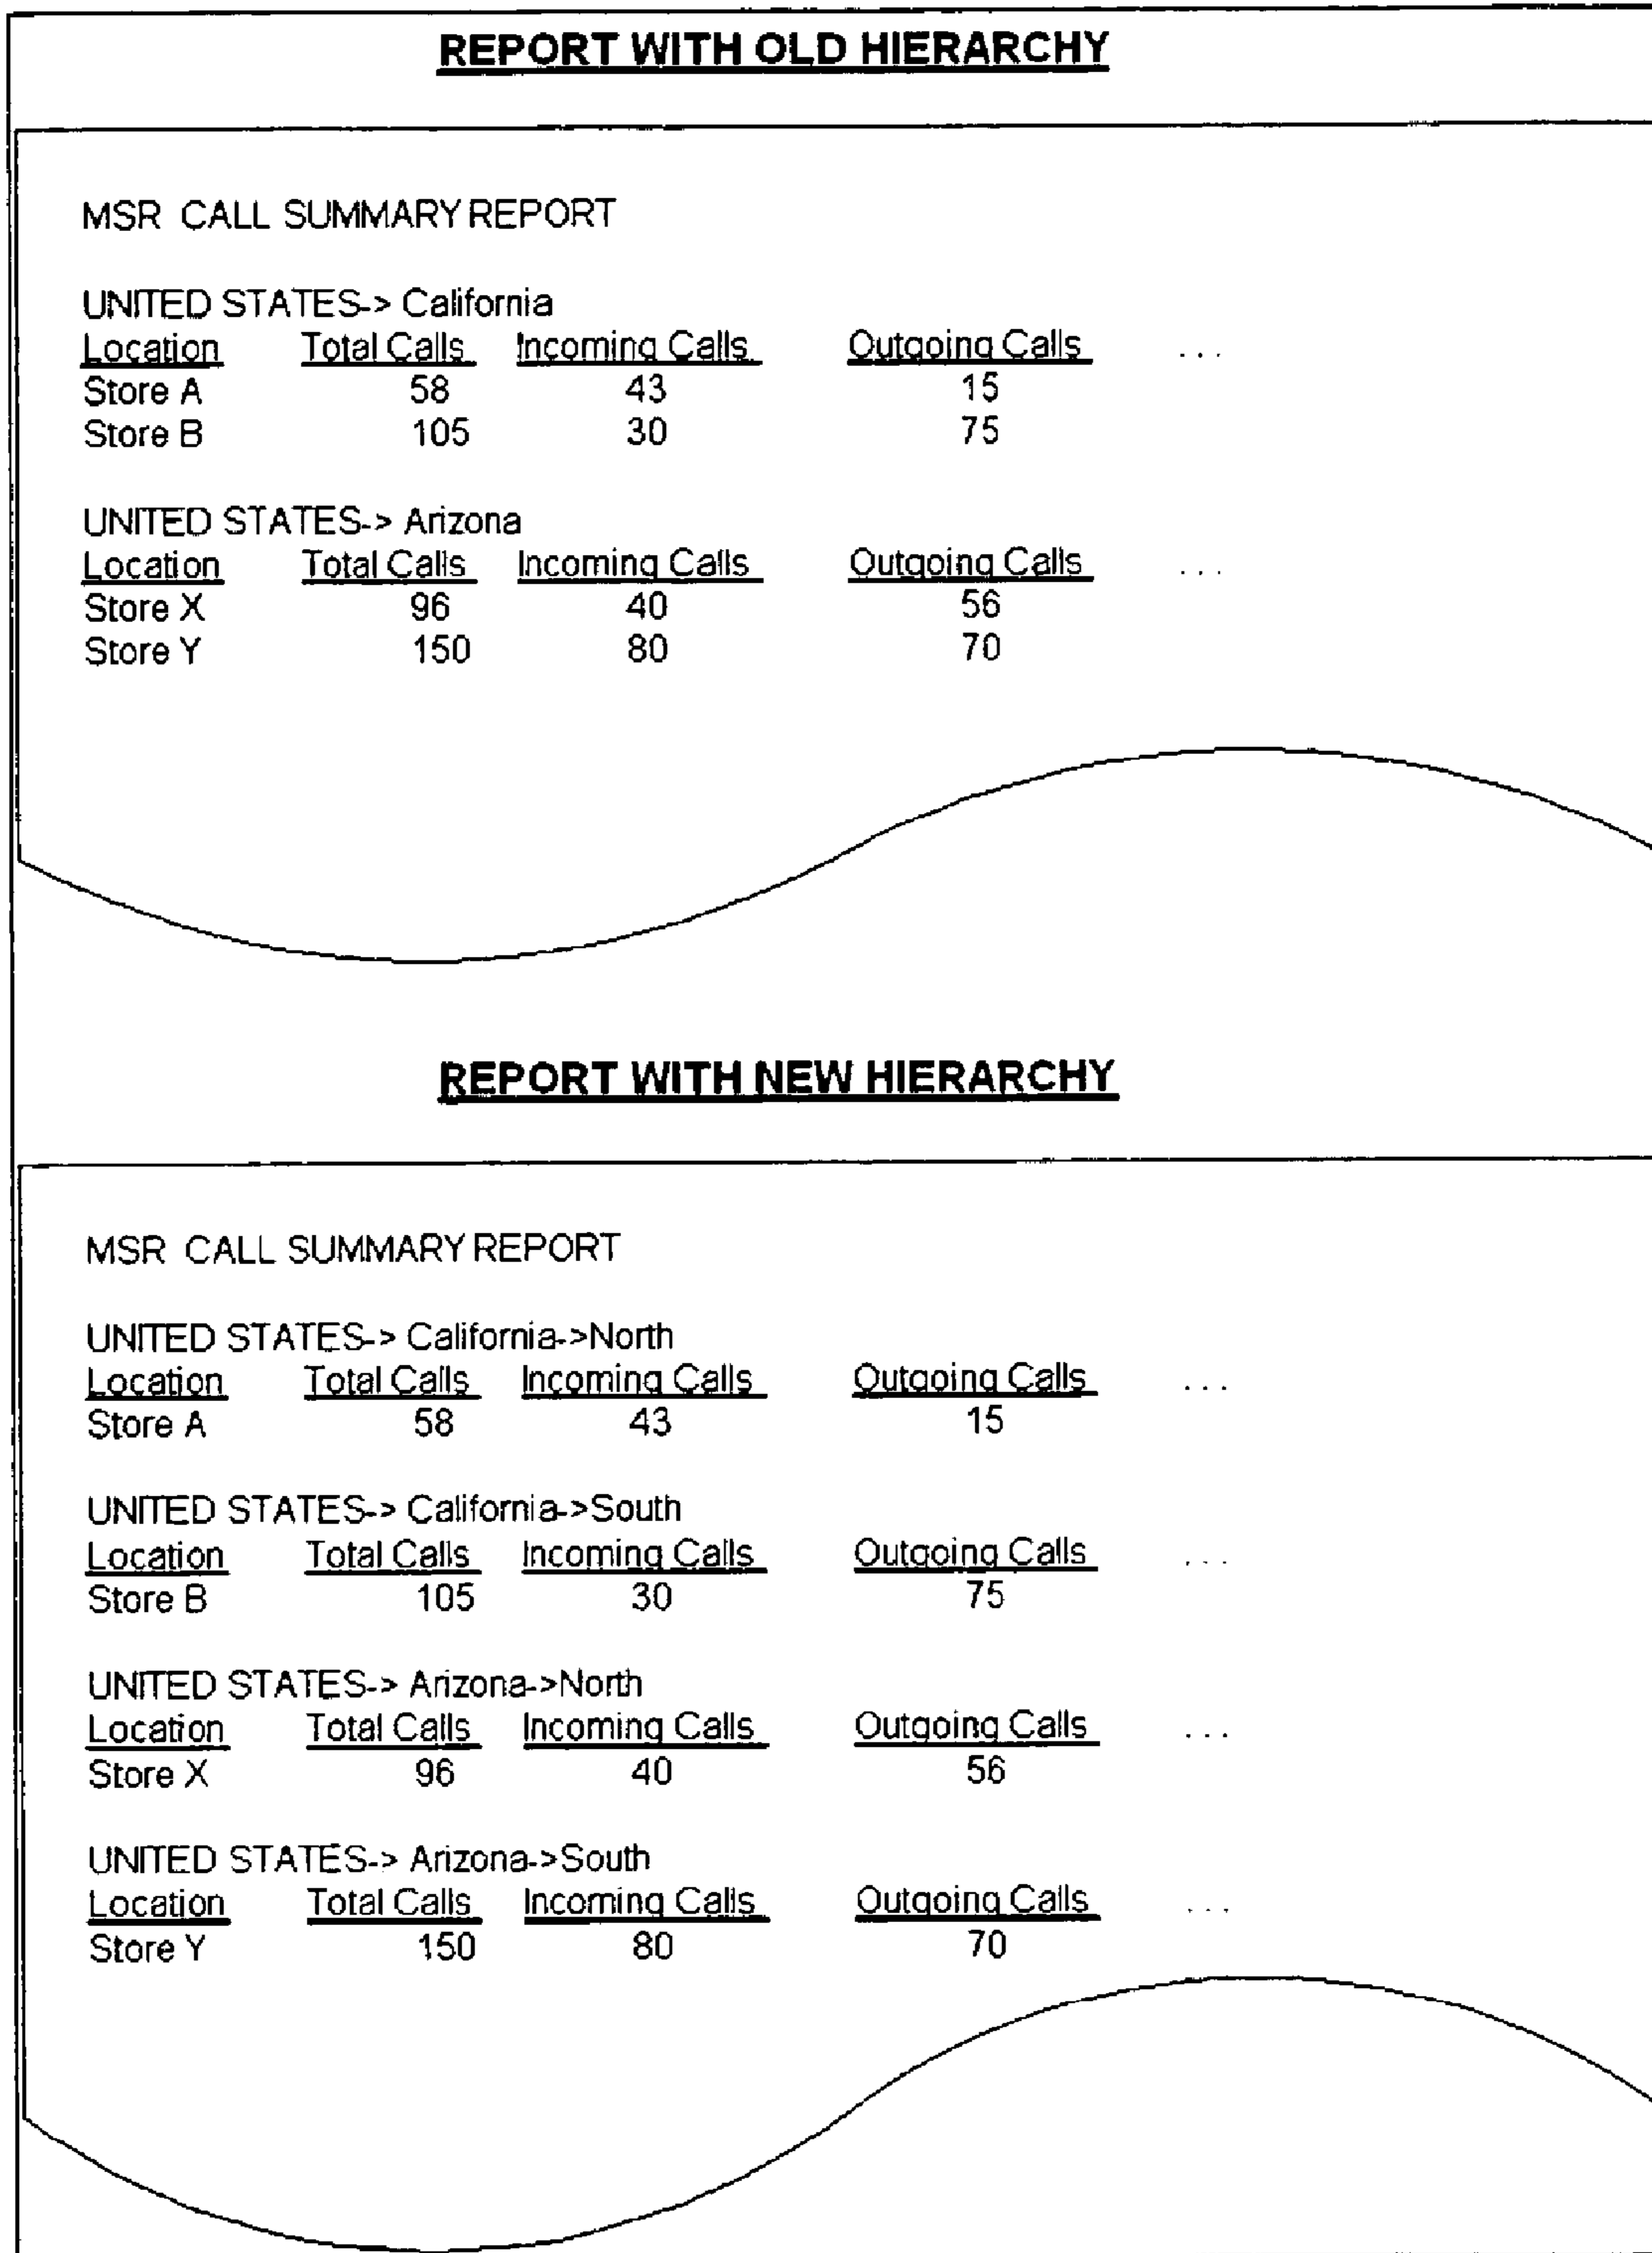 REPORT WITH OLD HIERARCHY
MSR CALL SUMMARY REPORT
UNITED STATES-> California
Location Total Calls Incoming Calls Outgoing Calls ...
Store A 58 43 15
Store B 105 30 75
UNITED STATES-> Arizona
Location Total Calls Incoming Calls Outgoing Calls ...
Store X 96 40 56
Store Y 150 80 70
REPORT WITH NEW HIERARCHY
MSR CALL SUMMARY REPORT
UNITED STATES-> California->North
Location Total Calls Incoming Calls Outgoing Calls ...
Store A 58 43 15
UNITED STATES-> California->South
Location Total Calls Incoming Calls Outgoing Calls ...
Store B 105 30 75
UNITED STATES-> Arizona->North
Location Total Calls Incoming Calls Outgoing Calls ...
Store X 96 40 56
UNITED STATES-> Arizona->South
Location Total Calls Incoming Calls Outgoing Calls ...
Store Y 150 80 70